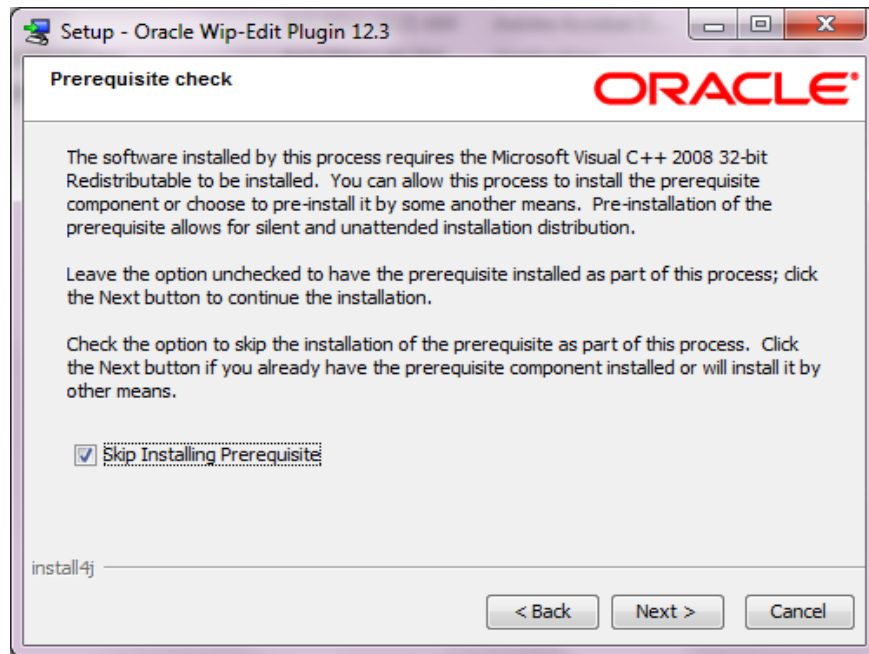 Setup - Oracle Wip-Edit Plugin 12.3
Prerequisite check
ORACLE
The software installed by this process requires the Microsoft Visual C++ 2008 32-bit
Redistributable to be installed.  You can allow this process to install the prerequisite
component or choose to pre-install it by some another means.  Pre-installation of the
prerequisite allows for silent and unattended installation distribution.
Leave the option unchecked to have the prerequisite installed as part of this process; click
the Next button to continue the installation.
Check the option to skip the installation of the prerequisite as part of this process.  Click
the Next button if you already have the prerequisite component installed or will install it by
other means.
Skip Installing Prerequisite
install4j
< Back
Next >
Cancel